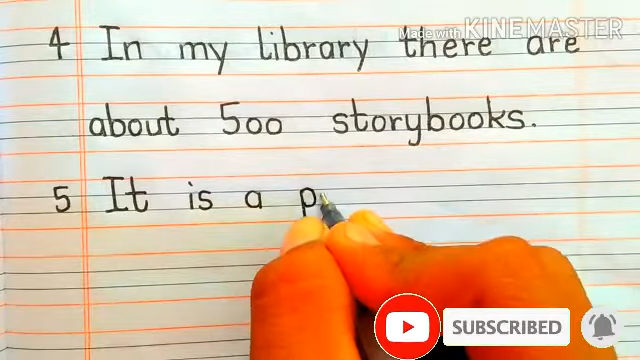 Made with KINEMASTER
4 In my library there are
about 500 storybooks.
5 It is a p
SUBSCRIBED